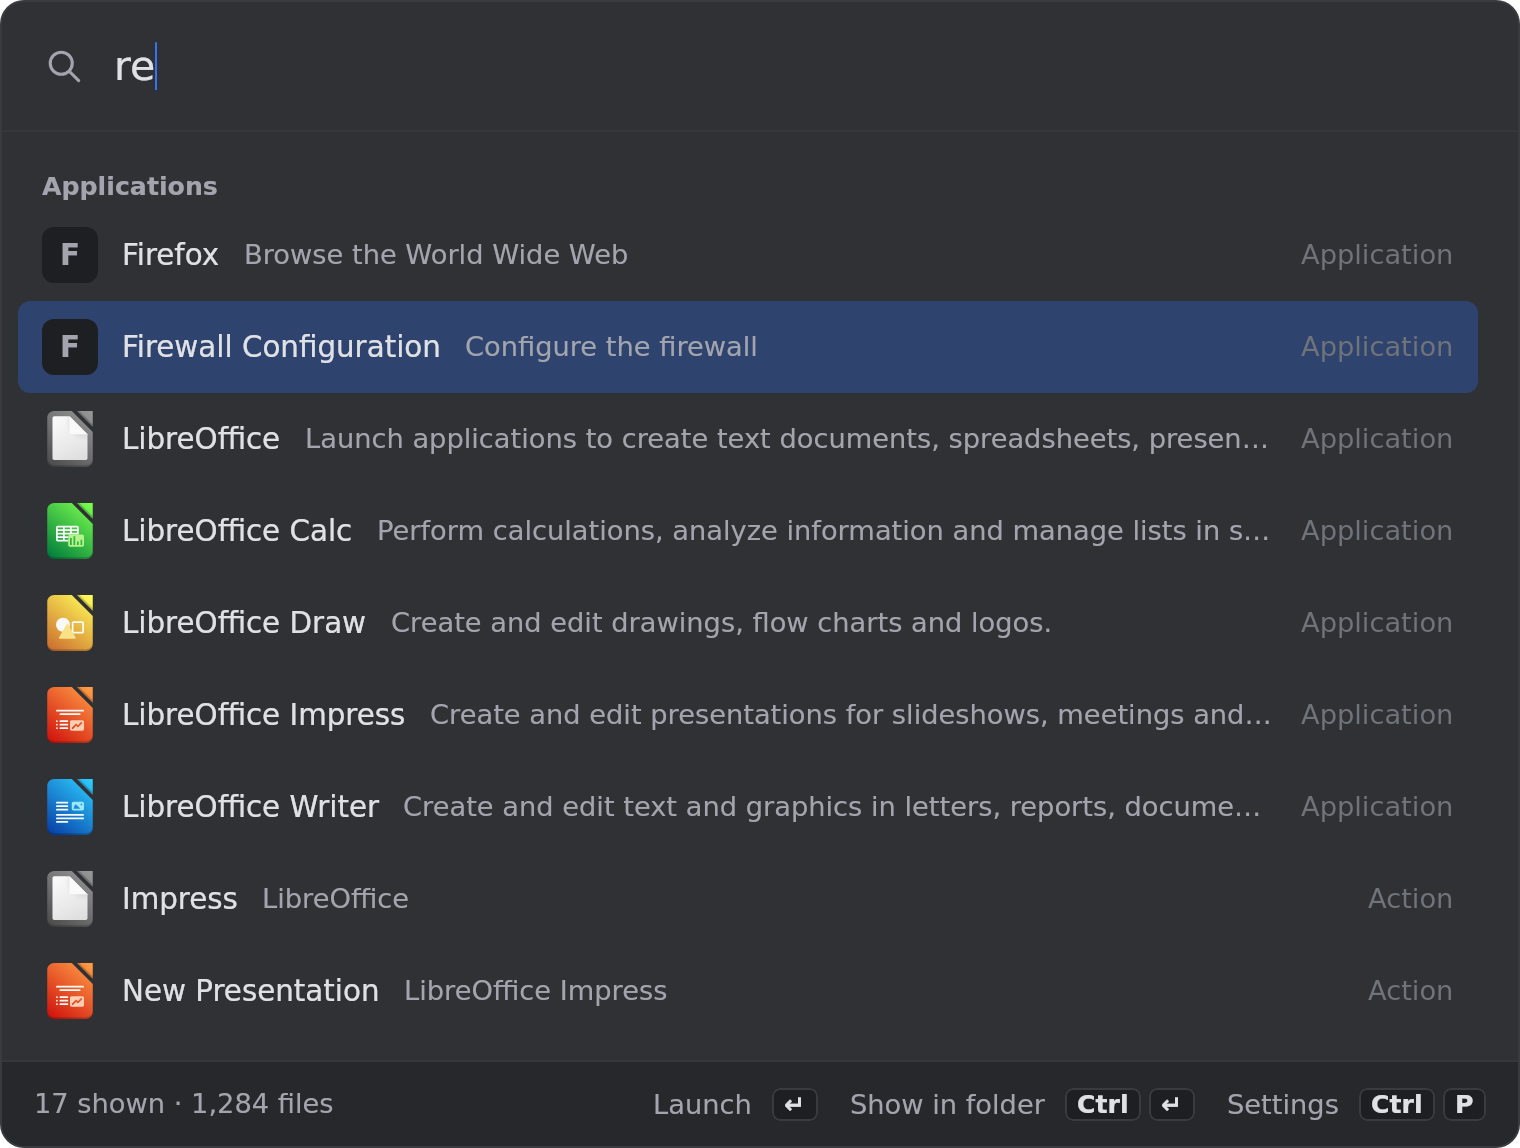 re
Applications
F Firefox Browse the World Wide Web Application
F Firewall Configuration Configure the firewall Application
LibreOffice Launch applications to create text documents, spreadsheets, presen... Application
LibreOffice Calc Perform calculations, analyze information and manage lists in s... Application
LibreOffice Draw Create and edit drawings, flow charts and logos. Application
LibreOffice Impress Create and edit presentations for slideshows, meetings and... Application
LibreOffice Writer Create and edit text and graphics in letters, reports, docume... Application
Impress LibreOffice Action
New Presentation LibreOffice Impress Action
17 shown · 1,284 files Launch ↵ Show in folder Ctrl ↵ Settings Ctrl P